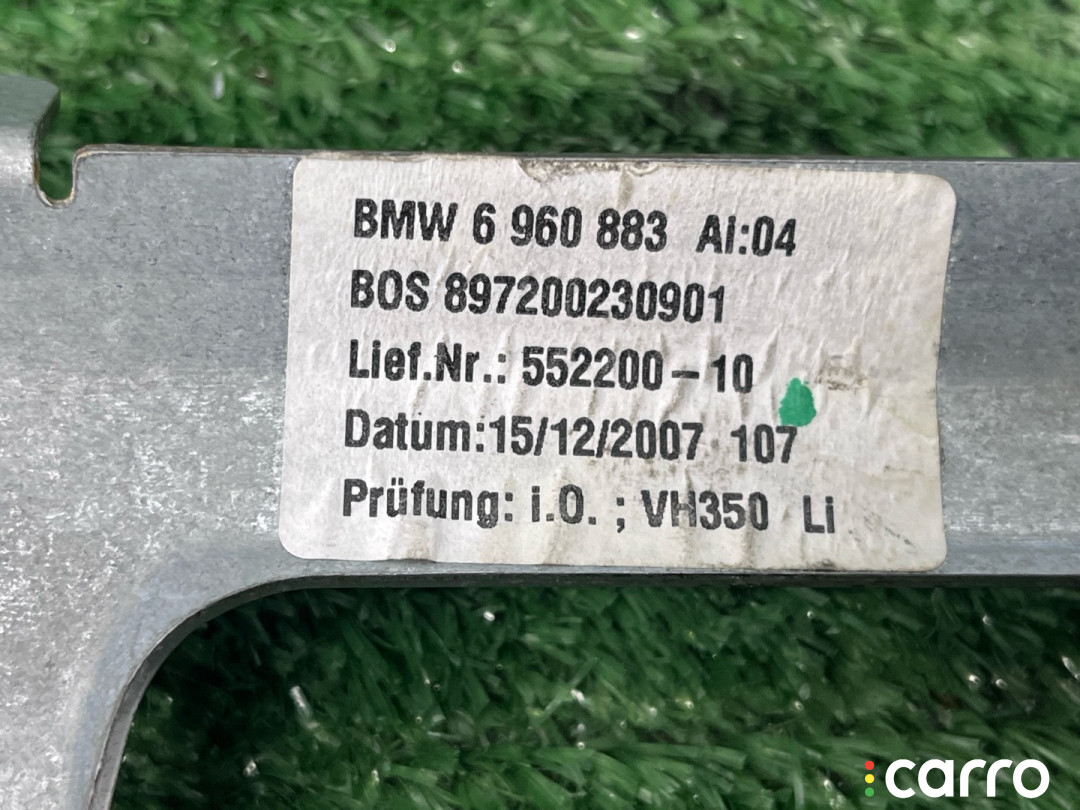 BMW 6 960 883 AI:04
BOS 897200230901
Lief.Nr.: 552200-10
Datum:15/12/2007 107
Prüfung: i.O. ; VH350 Li
carro